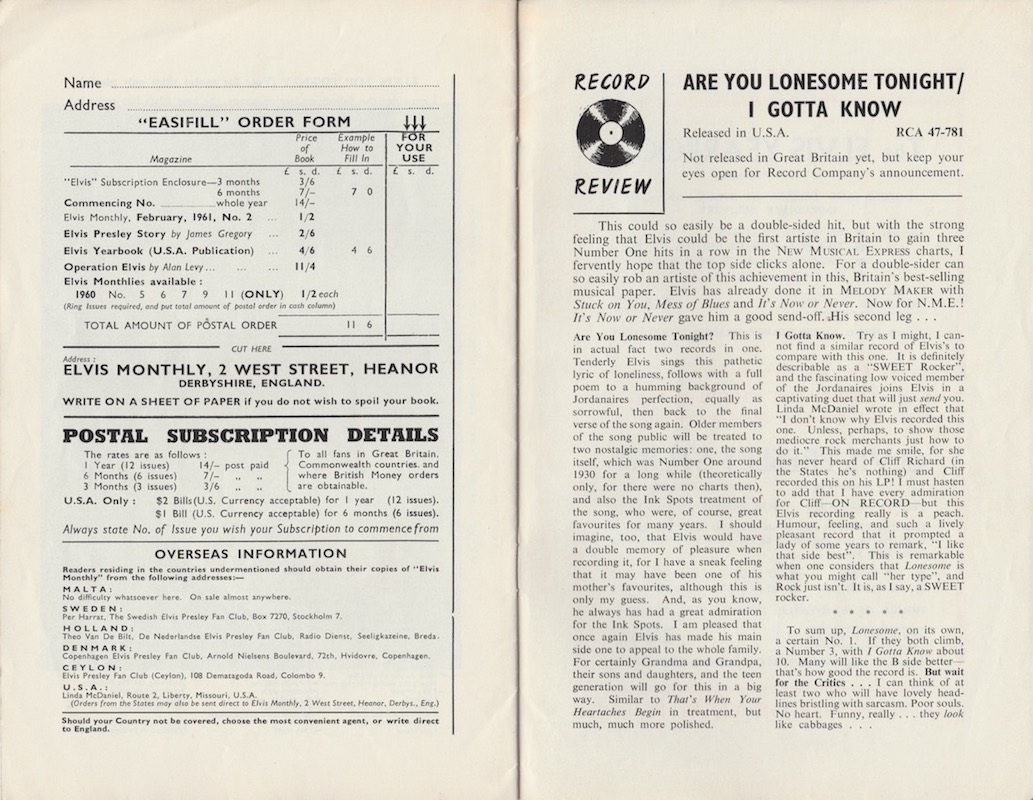 Name
Address
"EASIFILL" ORDER FORM
Magazine
Price
of
Book
Example
How to
Fill In
FOR
YOUR
USE
£ s. d. £ s. d. £ s. d.
"Elvis" Subscription Enclosure—3 months 3/6
6 months 7/– 7 0
Commencing No. whole year 14/–
Elvis Monthly, February, 1961, No. 2 ... 1/2
Elvis Presley Story by James Gregory 2/6
Elvis Yearbook (U.S.A. Publication) ... 4/6 4 6
Operation Elvis by Alan Levy ... ... ... 11/4
Elvis Monthlies available :
1960 No. 5 6 7 9 11 (ONLY) 1/2 each
(Ring Issues required, and put total amount of postal order in cash column)
TOTAL AMOUNT OF POSTAL ORDER 11 6
CUT HERE
Address :
ELVIS MONTHLY, 2 WEST STREET, HEANOR
DERBYSHIRE, ENGLAND.
WRITE ON A SHEET OF PAPER if you do not wish to spoil your book.
POSTAL SUBSCRIPTION DETAILS
The rates are as follows :
1 Year (12 issues) 14/– post paid
6 Months (6 issues) 7/– „ „
3 Months (3 issues) 3/6 „ „
To all fans in Great Britain,
Commonwealth countries, and
where British Money orders
are obtainable.
U.S.A. Only : $2 Bills (U.S. Currency acceptable) for 1 year (12 issues).
$1 Bill (U.S. Currency acceptable) for 6 months (6 issues).
Always state No. of Issue you wish your Subscription to commence from
OVERSEAS INFORMATION
Readers residing in the countries undermentioned should obtain their copies of "Elvis
Monthly" from the following addresses:—
MALTA:
No difficulty whatsoever here. On sale almost anywhere.
SWEDEN:
Per Harrat, The Swedish Elvis Presley Fan Club, Box 7270, Stockholm 7.
HOLLAND:
Theo Van De Bilt, De Nederlandse Elvis Presley Fan Club, Radio Dienst, Seeligkazeine, Breda.
DENMARK:
Copenhagen Elvis Presley Fan Club, Arnold Nielsens Boulevard, 72th, Hvidovre, Copenhagen.
CEYLON:
Elvis Presley Fan Club (Ceylon), 108 Dematagoda Road, Colombo 9.
U.S.A.:
Linda McDaniel, Route 2, Liberty, Missouri, U.S.A.
(Orders from the States may also be sent direct to Elvis Monthly, 2 West Street, Heanor, Derbys., Eng.)
Should your Country not be covered, choose the most convenient agent, or write direct
to England.
RECORD
REVIEW
ARE YOU LONESOME TONIGHT/
I GOTTA KNOW
Released in U.S.A. RCA 47-781
Not released in Great Britain yet, but keep your
eyes open for Record Company's announcement.
This could so easily be a double-sided hit, but with the strong
feeling that Elvis could be the first artiste in Britain to gain three
Number One hits in a row in the NEW MUSICAL EXPRESS charts, I
fervently hope that the top side clicks alone. For a double-sider can
so easily rob an artiste of this achievement in this, Britain's best-selling
musical paper. Elvis has already done it in MELODY MAKER with
Stuck on You, Mess of Blues and It's Now or Never. Now for N.M.E.!
It's Now or Never gave him a good send-off. His second leg . . .
Are You Lonesome Tonight? This is
in actual fact two records in one.
Tenderly Elvis sings this pathetic
lyric of loneliness, follows with a full
poem to a humming background of
Jordanaires perfection, equally as
sorrowful, then back to the final
verse of the song again. Older members
of the song public will be treated to
two nostalgic memories: one, the song
itself, which was Number One around
1930 for a long while (theoretically
only, for there were no charts then),
and also the Ink Spots treatment of
the song, who were, of course, great
favourites for many years. I should
imagine, too, that Elvis would have
a double memory of pleasure when
recording it, for I have a sneak feeling
that it may have been one of his
mother's favourites, although this is
only my guess. And, as you know,
he always has had a great admiration
for the Ink Spots. I am pleased that
once again Elvis has made his main
side one to appeal to the whole family.
For certainly Grandma and Grandpa,
their sons and daughters, and the teen
generation will go for this in a big
way. Similar to That's When Your
Heartaches Begin in treatment, but
much, much more polished.
I Gotta Know. Try as I might, I can-
not find a similar record of Elvis's to
compare with this one. It is definitely
describable as a "SWEET Rocker",
and the fascinating low voiced member
of the Jordanaires joins Elvis in a
captivating duet that will just send you.
Linda McDaniel wrote in effect that
"I don't know why Elvis recorded this
one. Unless, perhaps, to show those
mediocre rock merchants just how to
do it." This made me smile, for she
has never heard of Cliff Richard (in
the States he's nothing) and Cliff
recorded this on his LP! I must hasten
to add that I have every admiration
for Cliff—ON RECORD—but this
Elvis recording really is a peach.
Humour, feeling, and such a lively
pleasant record that it prompted a
lady of some years to remark, "I like
that side best". This is remarkable
when one considers that Lonesome is
what you might call "her type", and
Rock just isn't. It is, as I say, a SWEET
rocker.
* * * * *
To sum up, Lonesome, on its own,
a certain No. 1. If they both climb,
a Number 3, with I Gotta Know about
10. Many will like the B side better—
that's how good the record is. But wait
for the Critics . . . I can think of at
least two who will have lovely head-
lines bristling with sarcasm. Poor souls.
No heart. Funny, really . . . they look
like cabbages . . .